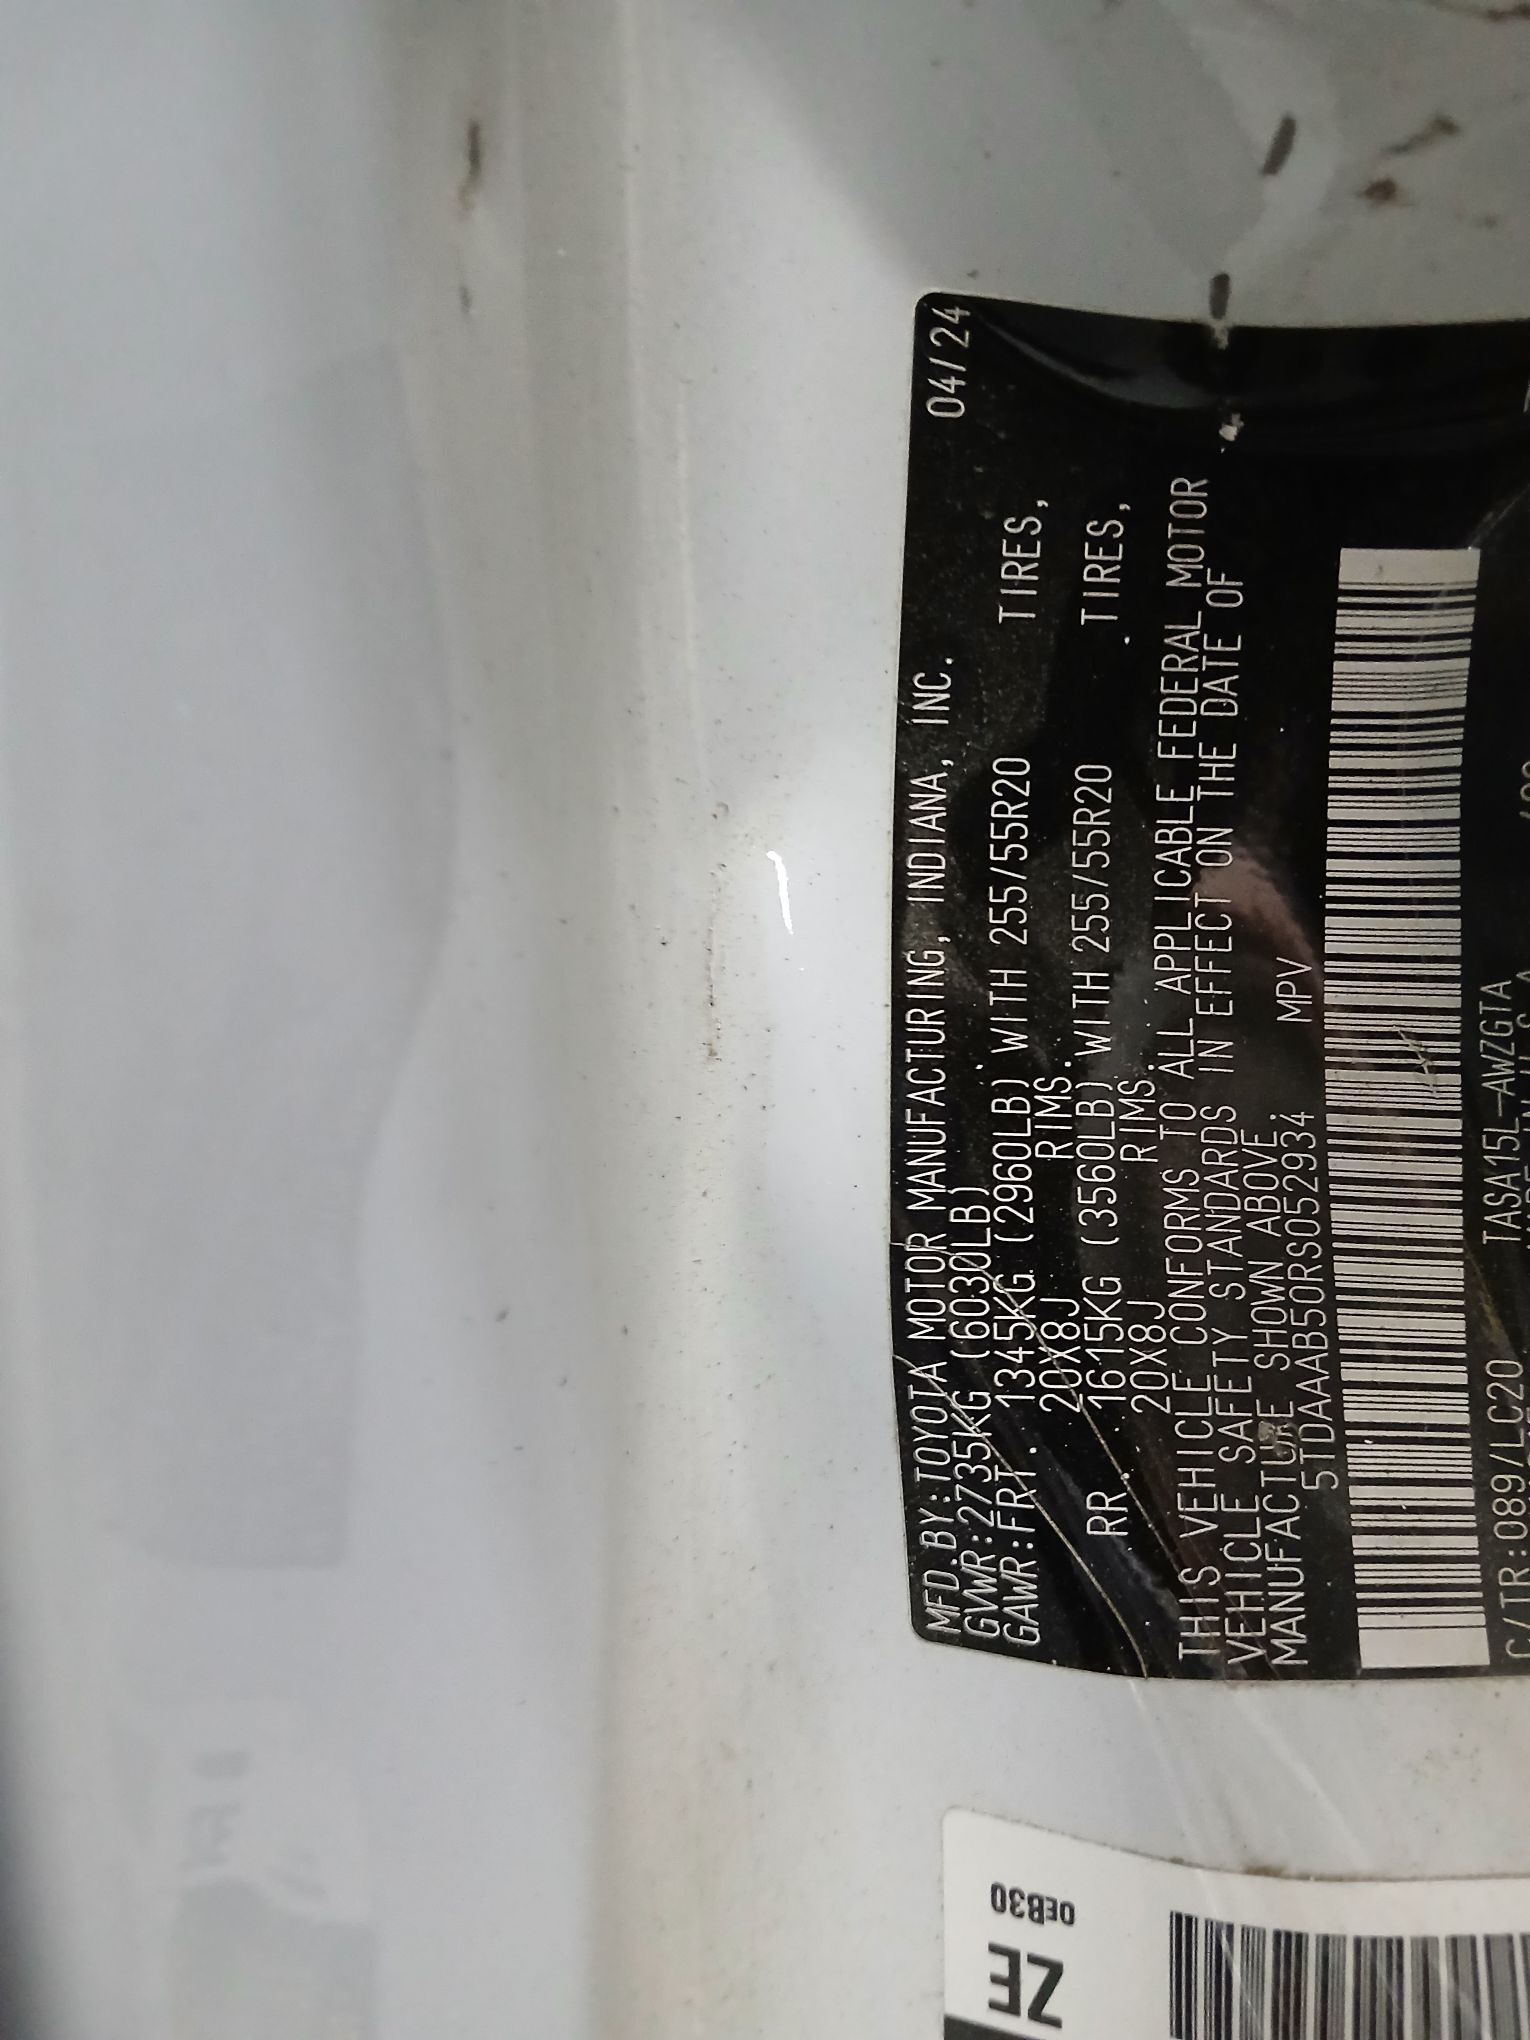 MFD.BY:TOYOTA MOTOR MANUFACTURING, INDIANA, INC. 04/24
GVWR:2735KG (6030LB)
GAWR:FRT. 1345KG (2960LB) WITH 255/55R20 TIRES,
20X8J RIMS.
RR. 1615KG (3560LB) WITH 255/55R20 TIRES,
20X8J RIMS.
THIS VEHICLE CONFORMS TO ALL APPLICABLE FEDERAL MOTOR
VEHICLE SAFETY STANDARDS IN EFFECT ON THE DATE OF
MANUFACTURE SHOWN ABOVE.
5TDAAAB50RS052934 MPV
C/TR:089/LC20 TASA15L-AWZGTA
ZE
0EB30